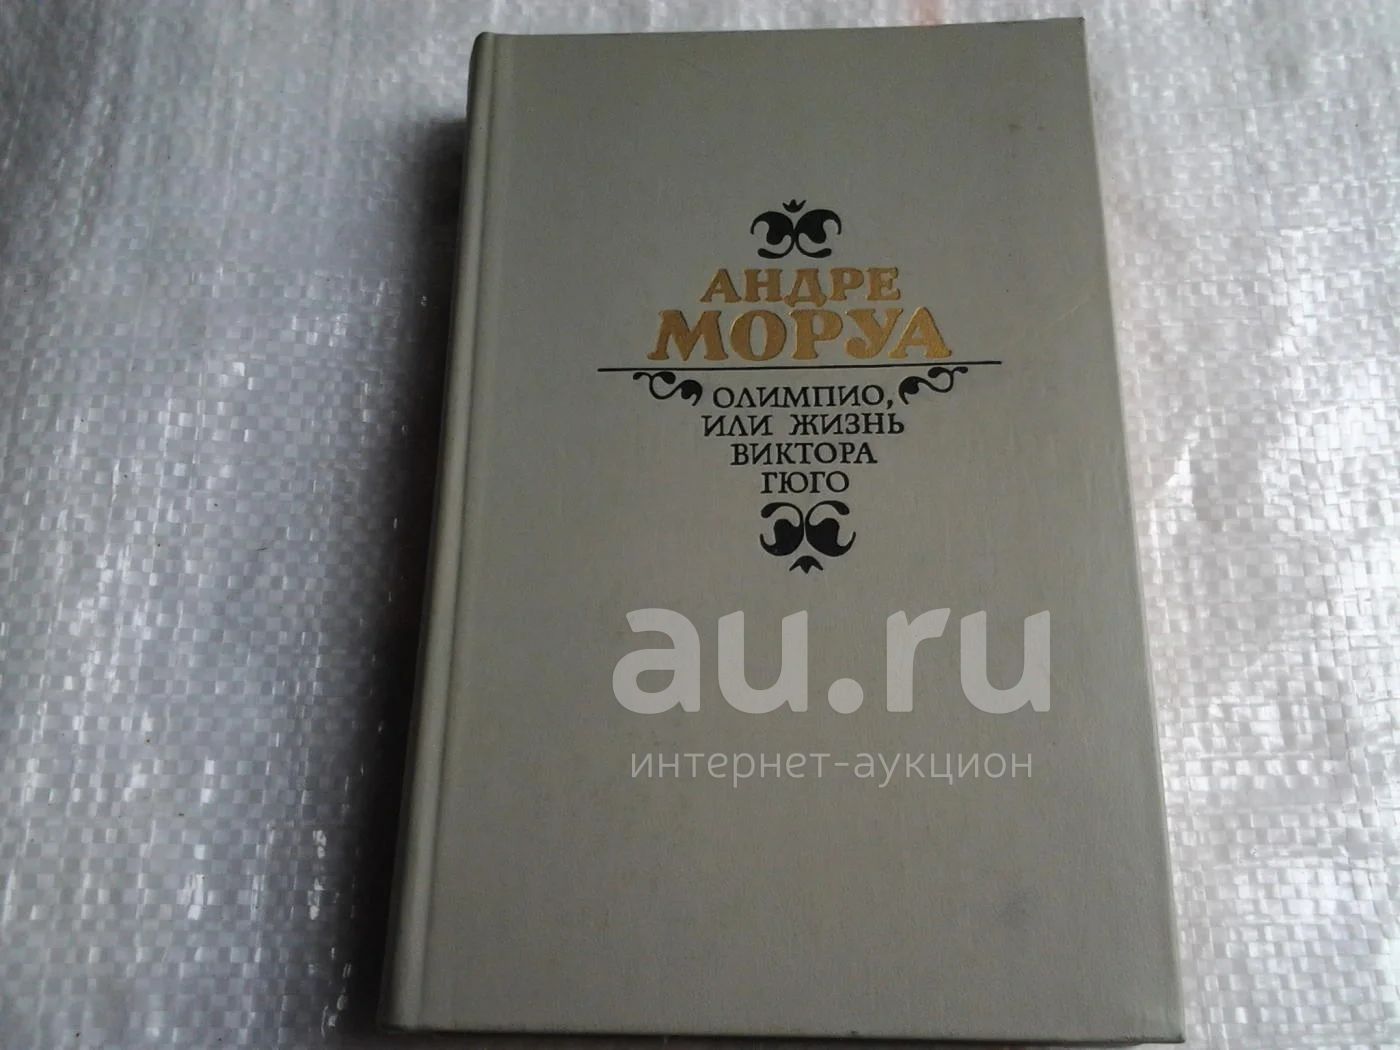 АНДРЕ
МОРУА
ОЛИМПИО,
ИЛИ ЖИЗНЬ
ВИКТОРА
ГЮГО
au.ru
интернет-аукцион